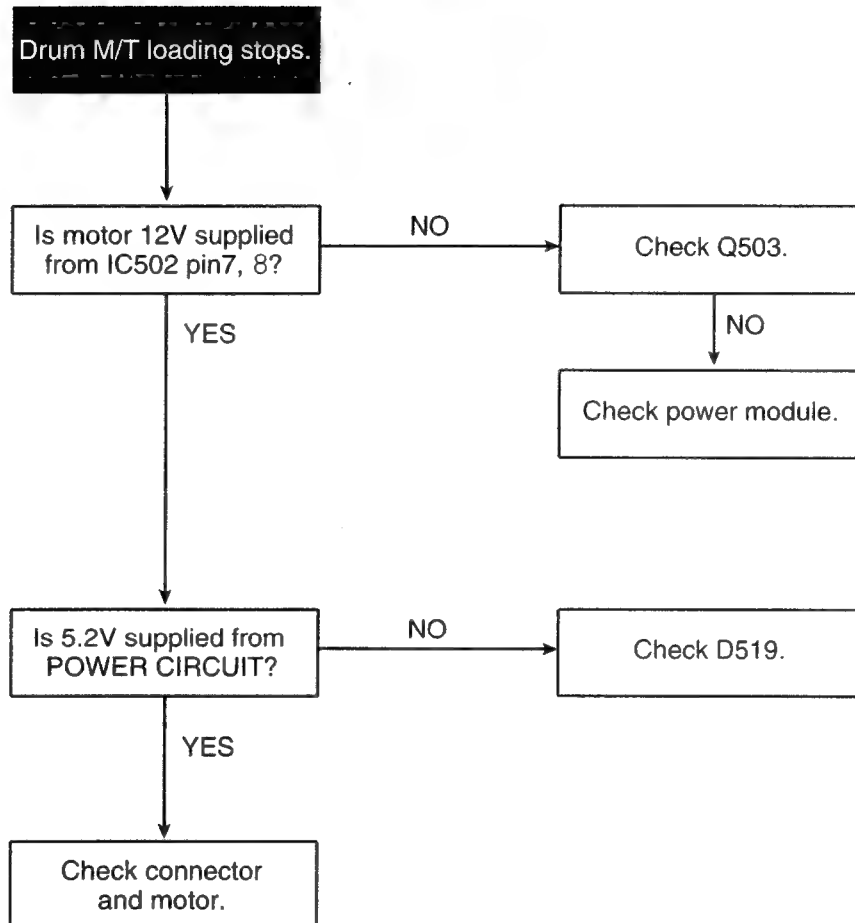 Drum M/T loading stops.
Is motor 12V supplied
from IC502 pin7, 8?
NO
Check Q503.
NO
Check power module.
YES
Is 5.2V supplied from
POWER CIRCUIT?
NO
Check D519.
YES
Check connector
and motor.